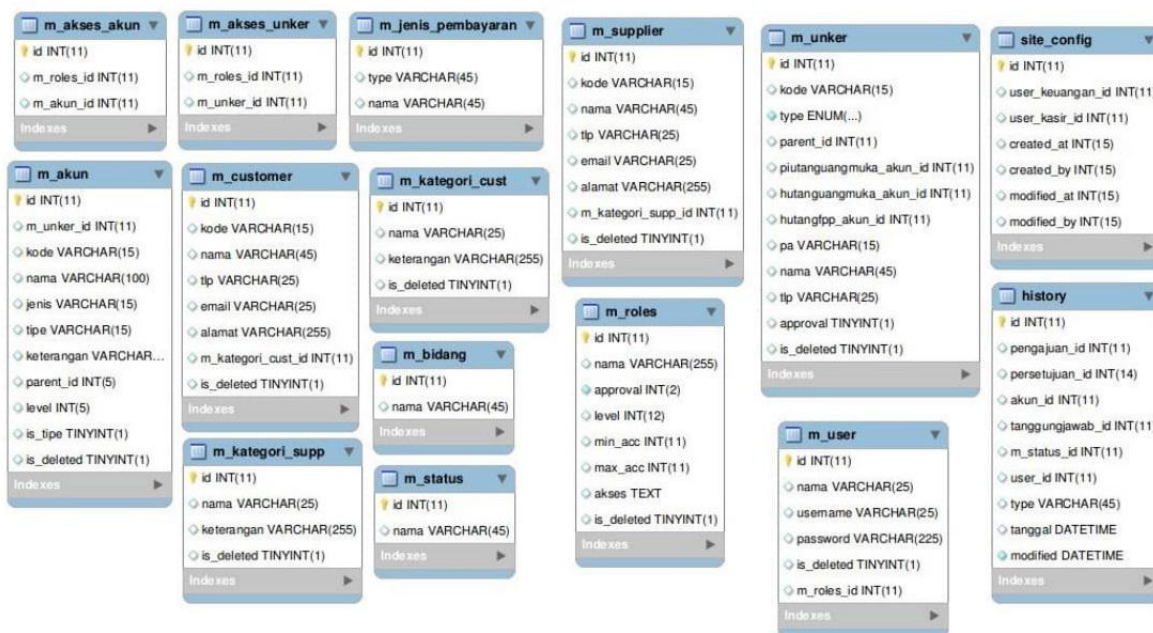 m_akses_akun
id INT(11)
m_roles_id INT(11)
m_akun_id INT(11)
Indexes
m_akses_unker
id INT(11)
m_roles_id INT(11)
m_unker_id INT(11)
Indexes
m_jenis_pembayaran
id INT(11)
type VARCHAR(45)
nama VARCHAR(45)
Indexes
m_supplier
id INT(11)
kode VARCHAR(15)
nama VARCHAR(45)
tlp VARCHAR(25)
email VARCHAR(25)
alamat VARCHAR(255)
m_kategori_supp_id INT(11)
is_deleted TINYINT(1)
Indexes
m_unker
id INT(11)
kode VARCHAR(15)
type ENUM(...)
parent_id INT(11)
piutanguangmuka_akun_id INT(11)
hutanguangmuka_akun_id INT(11)
hutangfpp_akun_id INT(11)
pa VARCHAR(15)
nama VARCHAR(45)
tlp VARCHAR(25)
approval TINYINT(1)
is_deleted TINYINT(1)
Indexes
site_config
id INT(11)
user_keuangan_id INT(11
user_kasir_id INT(11)
created_at INT(15)
created_by INT(15)
modified_at INT(15)
modified_by INT(15)
Indexes
m_akun
id INT(11)
m_unker_id INT(11)
kode VARCHAR(15)
nama VARCHAR(100)
jenis VARCHAR(15)
tipe VARCHAR(15)
keterangan VARCHAR...
parent_id INT(5)
level INT(5)
is_tipe TINYINT(1)
is_deleted TINYINT(1)
Indexes
m_customer
id INT(11)
kode VARCHAR(15)
nama VARCHAR(45)
tlp VARCHAR(25)
email VARCHAR(25)
alamat VARCHAR(255)
m_kategori_cust_id INT(11)
is_deleted TINYINT(1)
Indexes
m_kategori_cust
id INT(11)
nama VARCHAR(25)
keterangan VARCHAR(255)
is_deleted TINYINT(1)
Indexes
m_bidang
id INT(11)
nama VARCHAR(45)
Indexes
m_kategori_supp
id INT(11)
nama VARCHAR(25)
keterangan VARCHAR(255)
is_deleted TINYINT(1)
Indexes
m_status
id INT(11)
nama VARCHAR(45)
Indexes
m_roles
id INT(11)
nama VARCHAR(255)
approval INT(2)
level INT(12)
min_acc INT(11)
max_acc INT(11)
akses TEXT
is_deleted TINYINT(1)
Indexes
m_user
id INT(11)
nama VARCHAR(25)
username VARCHAR(25)
password VARCHAR(225)
is_deleted TINYINT(1)
m_roles_id INT(11)
Indexes
history
id INT(11)
pengajuan_id INT(11)
persetujuan_id INT(14)
akun_id INT(11)
tanggungjawab_id INT(11
m_status_id INT(11)
user_id INT(11)
type VARCHAR(45)
tanggal DATETIME
modified DATETIME
Indexes